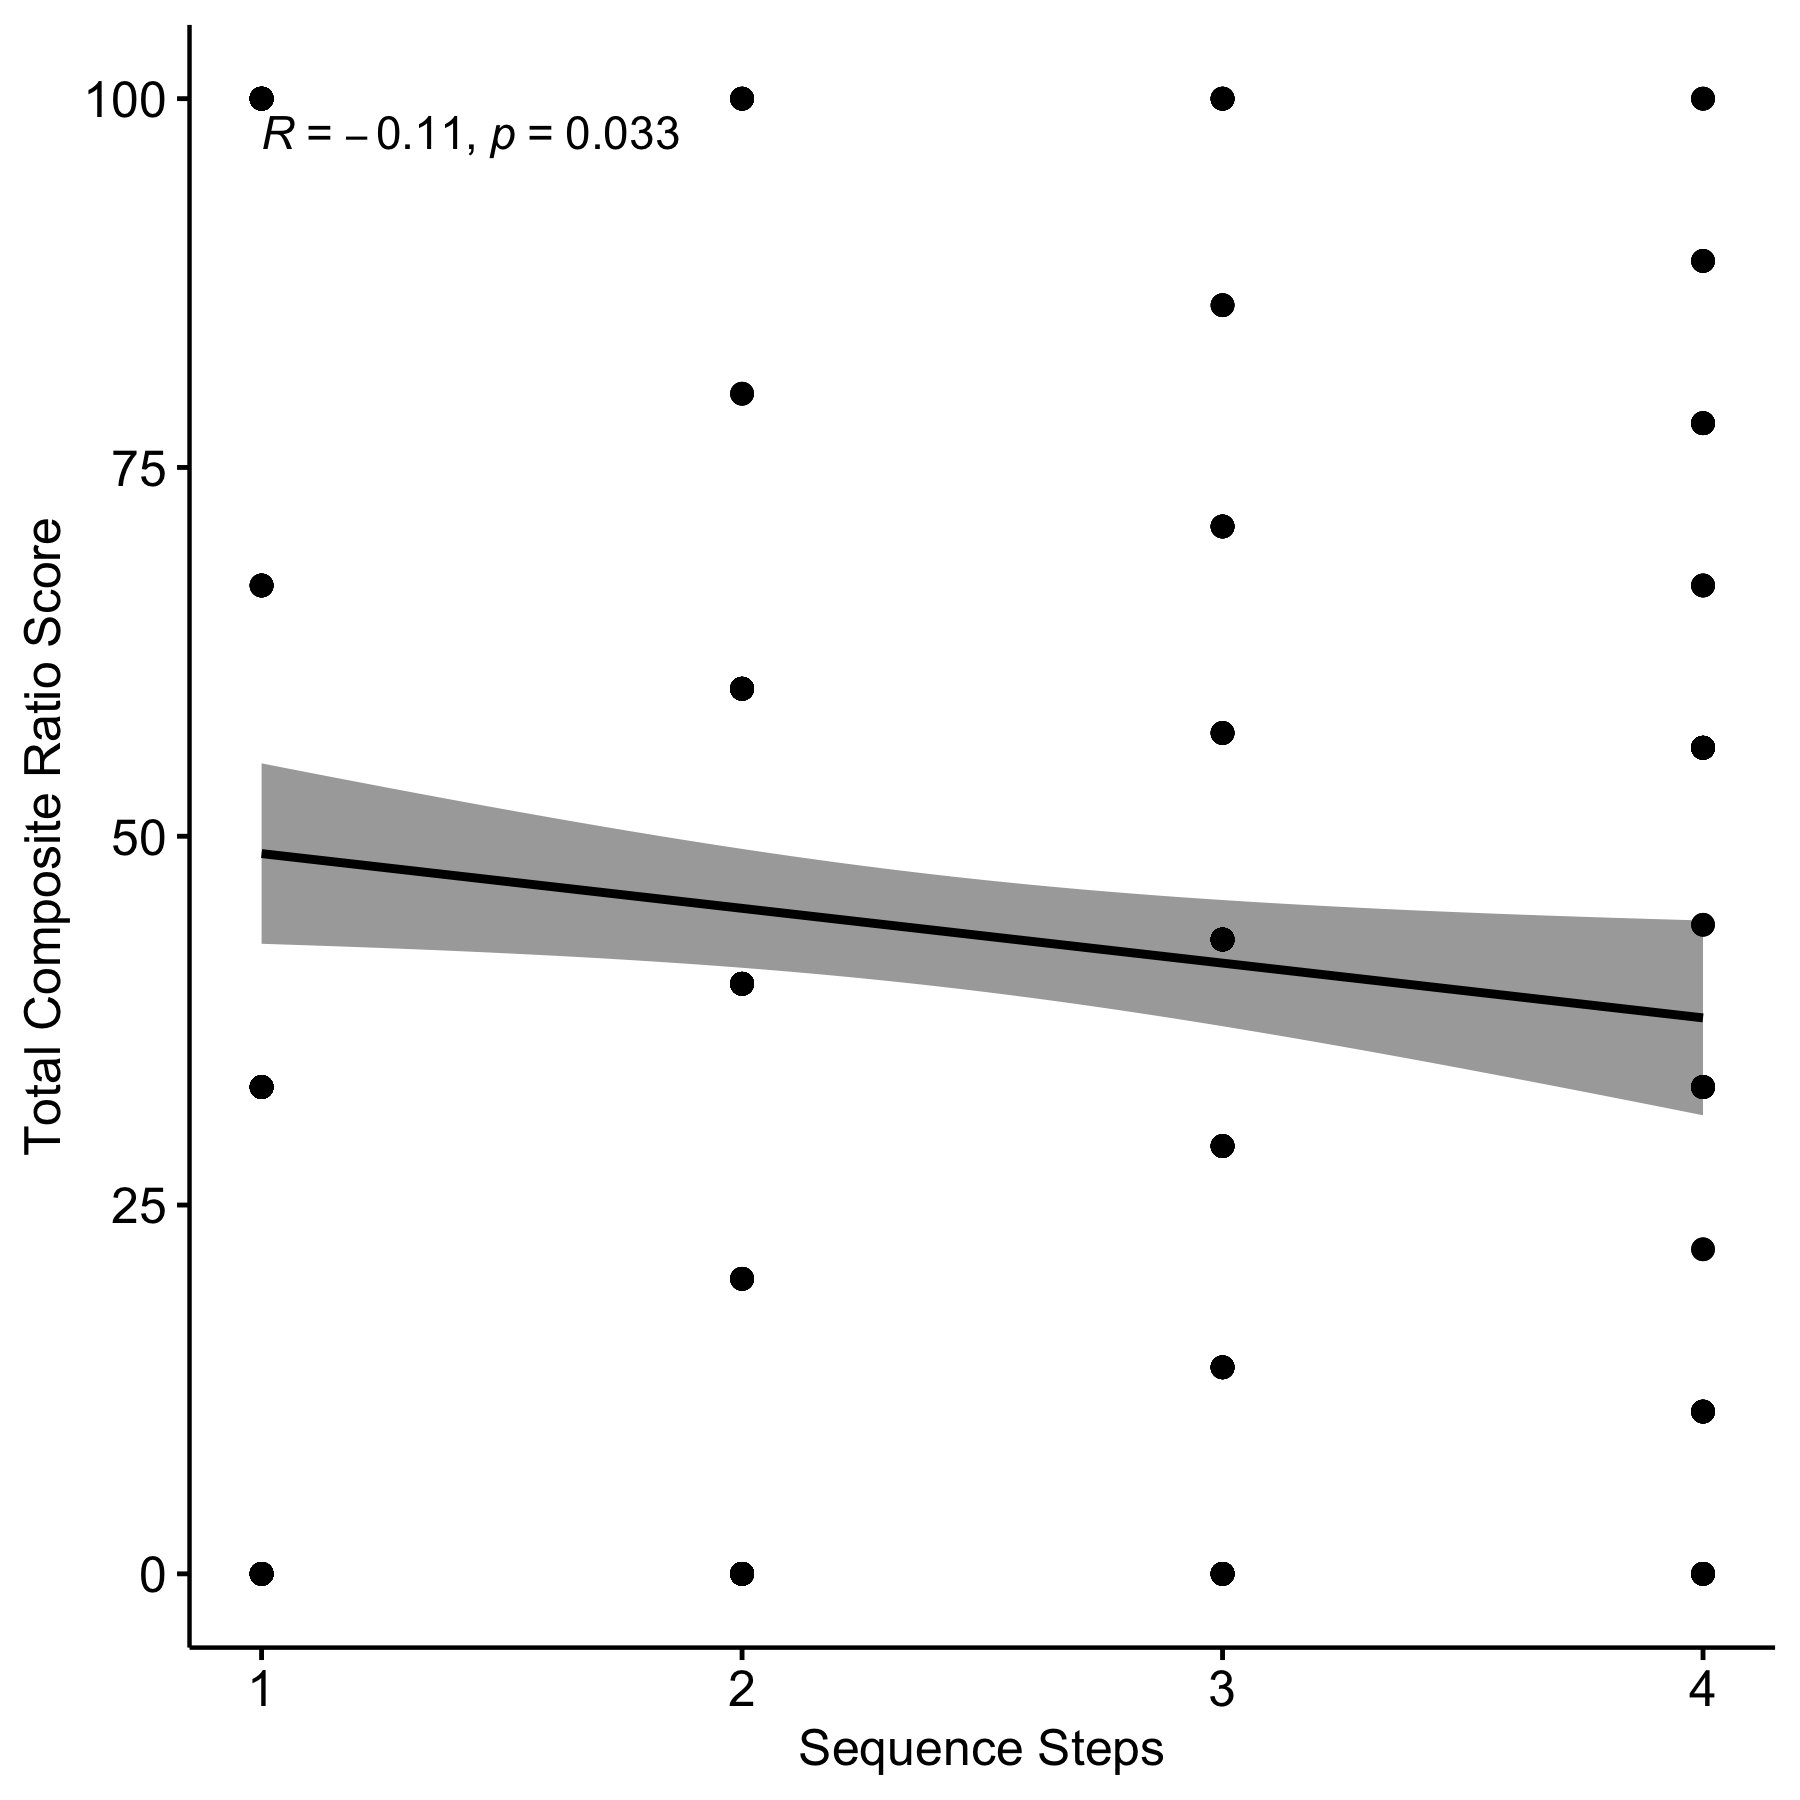 Total Composite Ratio Score
100
75
50
25
0
R = −0.11, p = 0.033
1 2 3 4
Sequence Steps